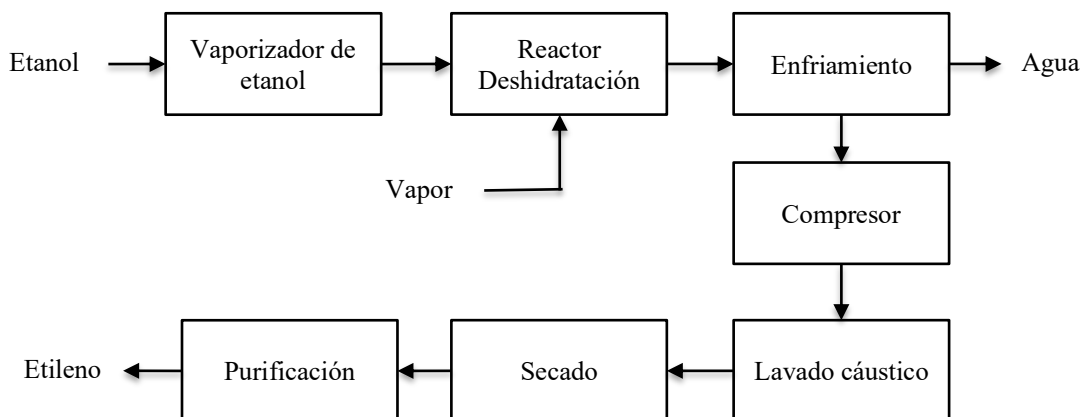 Etanol
Vaporizador de
etanol
Reactor
Deshidratación
Enfriamiento
Agua
Vapor
Compresor
Etileno
Purificación
Secado
Lavado cáustico